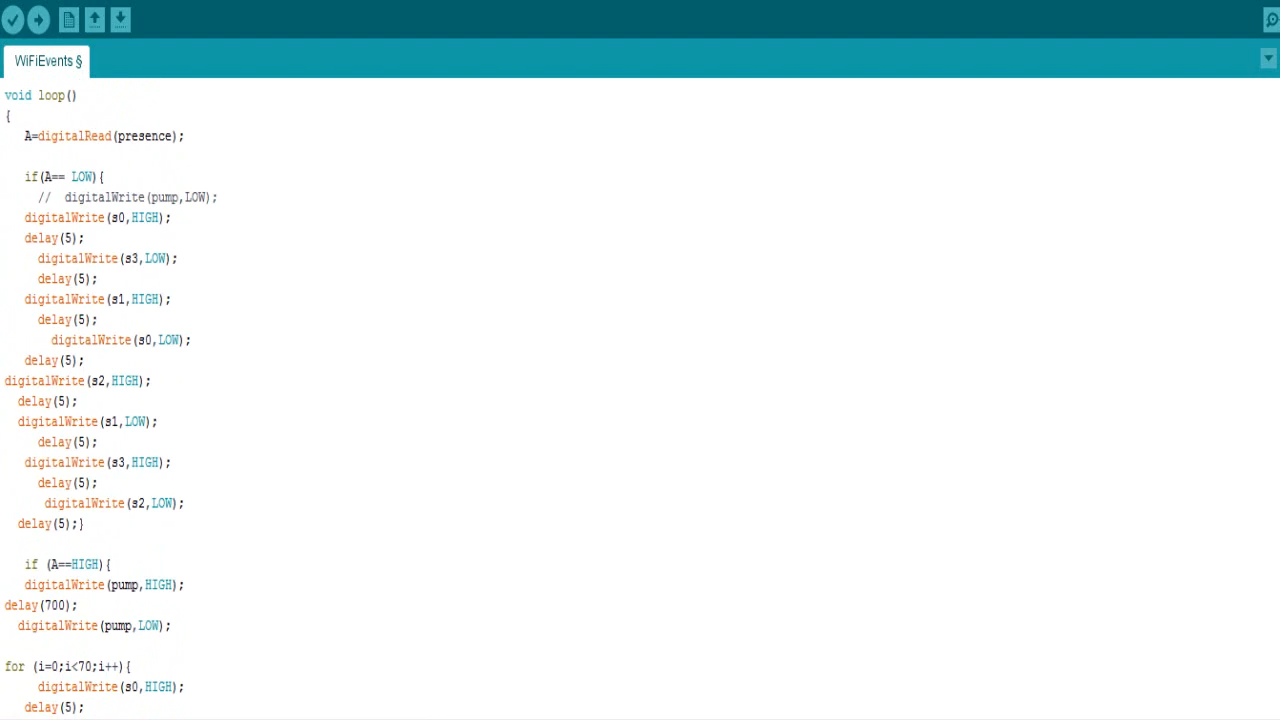 WiFiEvents §
void loop()
{
A=digitalRead(presence);
if(A== LOW){
// digitalWrite(pump,LOW);
digitalWrite(s0,HIGH);
delay(5);
digitalWrite(s3,LOW);
delay(5);
digitalWrite(s1,HIGH);
delay(5);
digitalWrite(s0,LOW);
delay(5);
digitalWrite(s2,HIGH);
delay(5);
digitalWrite(s1,LOW);
delay(5);
digitalWrite(s3,HIGH);
delay(5);
digitalWrite(s2,LOW);
delay(5);}
if (A==HIGH){
digitalWrite(pump,HIGH);
delay(700);
digitalWrite(pump,LOW);
for (i=0;i<70;i++){
digitalWrite(s0,HIGH);
delay(5);